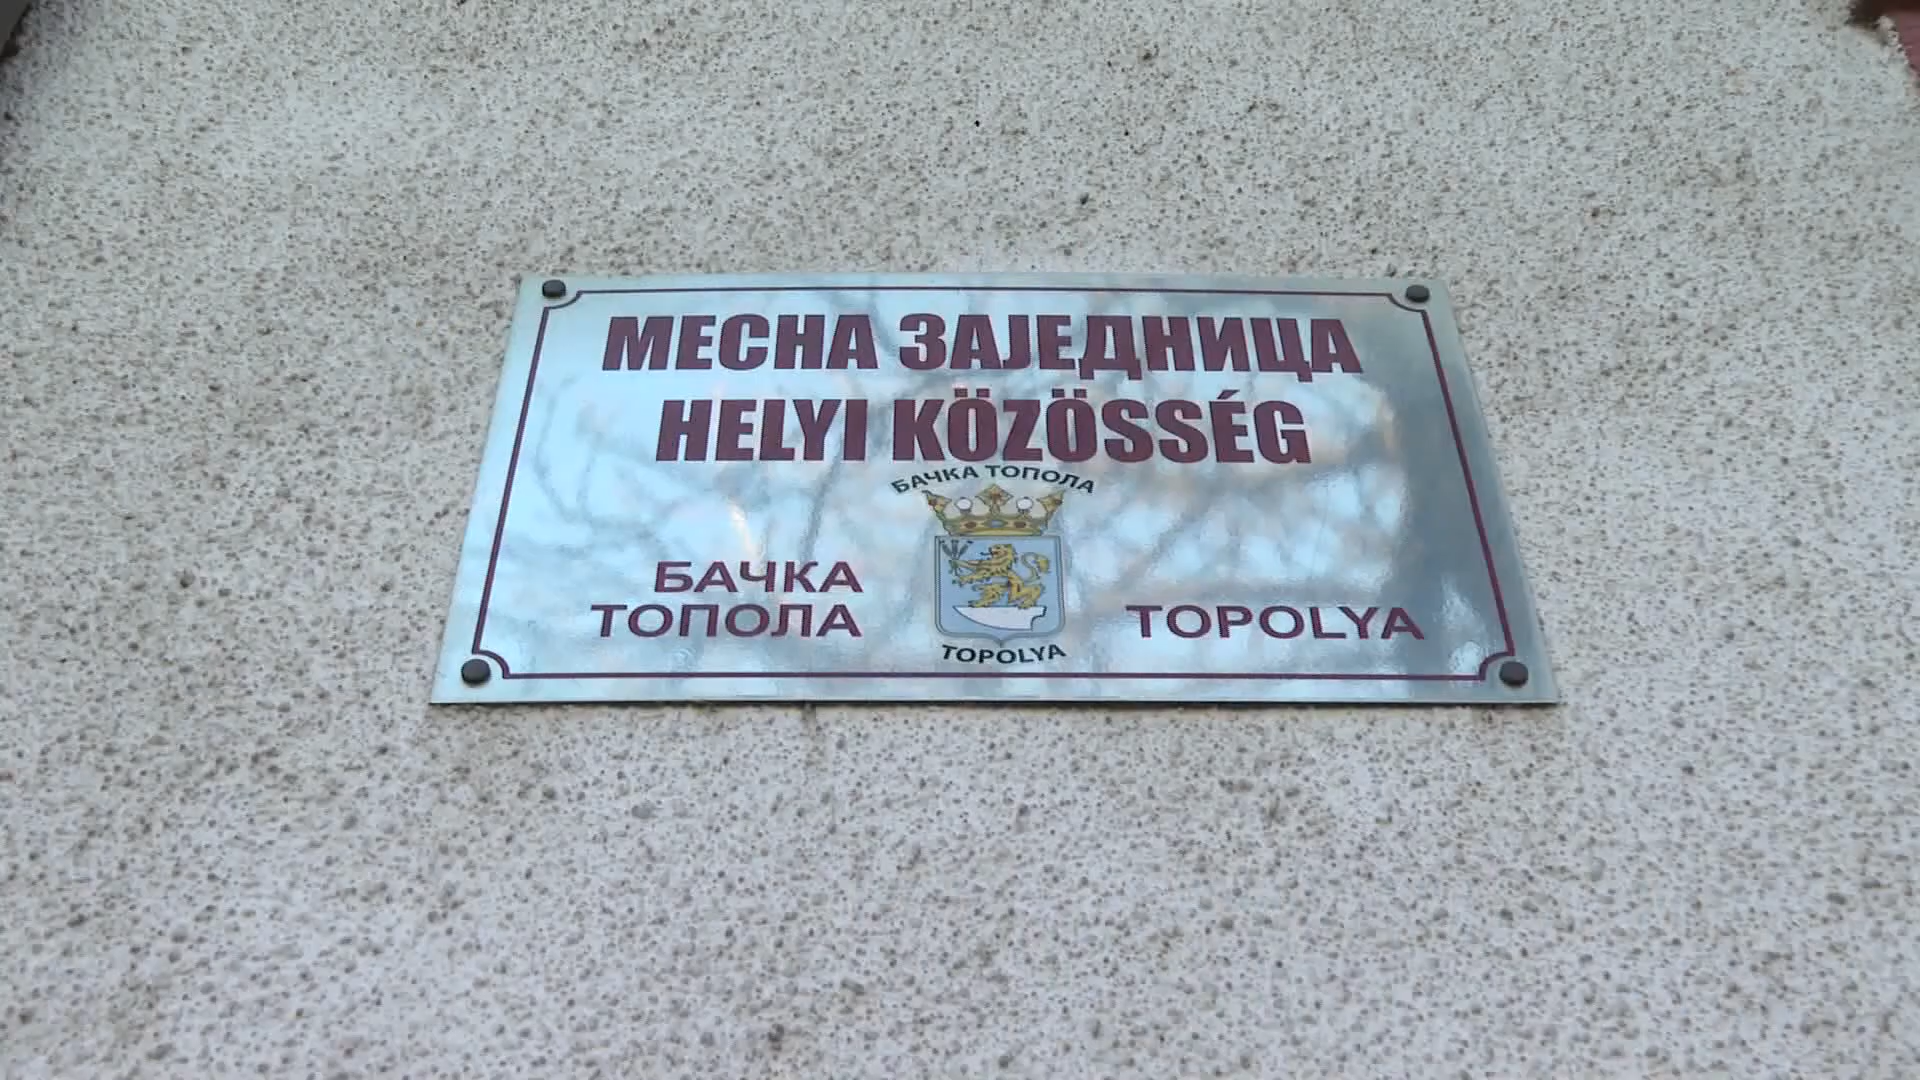 МЕСНА ЗАЈЕДНИЦА
HELYI KÖZÖSSÉG
БАЧКА ТОПОЛА
БАЧКА
ТОПОЛА
TOPOLYA
TOPOLYA